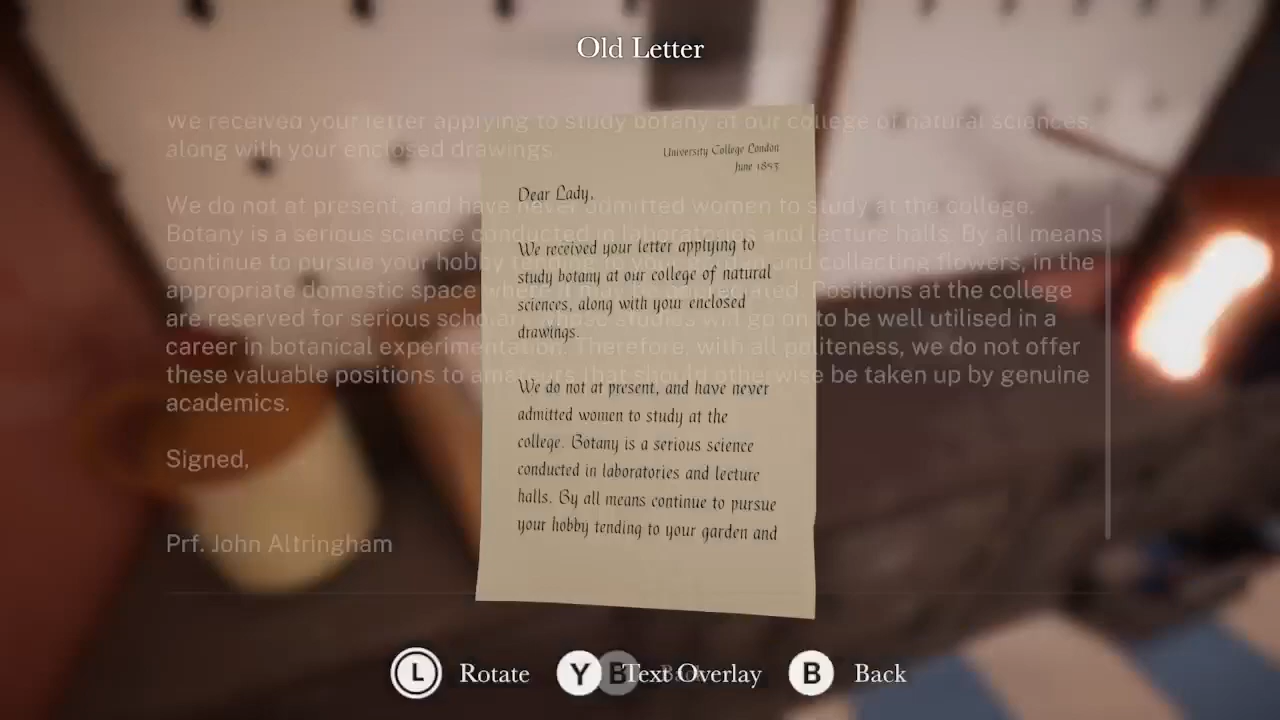 Old Letter
We received your letter applying to study botany at our college of natural sciences,
along with your enclosed drawings.
We do not at present, and have never admitted women to study at the college.
Botany is a serious science conducted in laboratories and lecture halls. By all means
continue to pursue your hobby tending to your garden and collecting flowers, in the
appropriate domestic space where it may be appreciated. Positions at the college
are reserved for serious scholars whose studies will go on to be well utilised in a
career in botanical experimentation. Therefore, with all politeness, we do not offer
these valuable positions to amateurs that should otherwise be taken up by genuine
academics.
Signed,
Prf. John Altringham
University College London
June 1853
Dear Lady,
We received your letter applying to
study botany at our college of natural
sciences, along with your enclosed
drawings.
We do not at present, and have never
admitted women to study at the
college. Botany is a serious science
conducted in laboratories and lecture
halls. By all means continue to pursue
your hobby tending to your garden and
L Rotate Y Text Overlay B Back
B Back